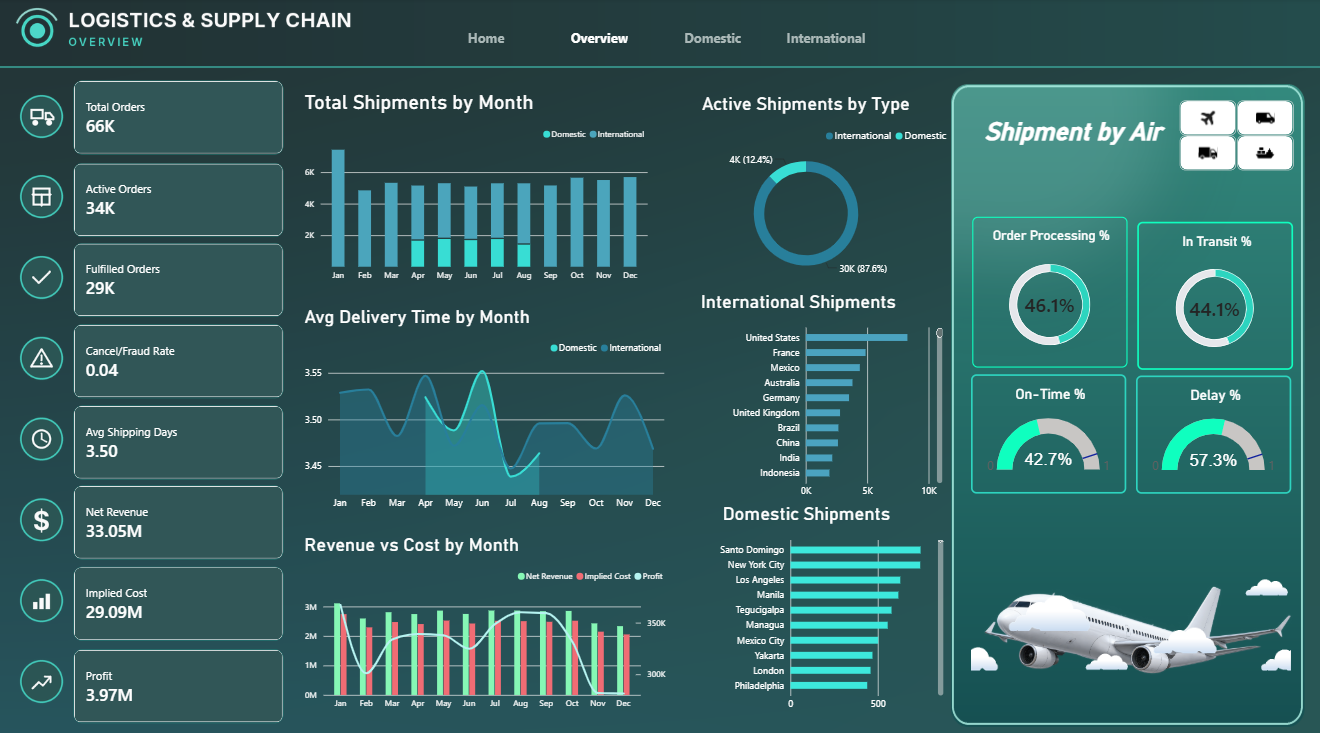 LOGISTICS & SUPPLY CHAIN
OVERVIEW
Home Overview Domestic International
Total Orders
66K
Active Orders
34K
Fulfilled Orders
29K
Cancel/Fraud Rate
0.04
Avg Shipping Days
3.50
Net Revenue
33.05M
Implied Cost
29.09M
Profit
3.97M
Total Shipments by Month
Domestic International
6K
4K
2K
Jan Feb Mar Apr May Jun Jul Aug Sep Oct Nov Dec
Avg Delivery Time by Month
Domestic International
3.55
3.50
3.45
Jan Feb Mar Apr May Jun Jul Aug Sep Oct Nov Dec
Revenue vs Cost by Month
Net Revenue Implied Cost Profit
3M
2M
1M
0M
350K
300K
Jan Feb Mar Apr May Jun Jul Aug Sep Oct Nov Dec
Active Shipments by Type
International Domestic
4K (12.4%)
30K (87.6%)
International Shipments
United States
France
Mexico
Australia
Germany
United Kingdom
Brazil
China
India
Indonesia
0K 5K 10K
Domestic Shipments
Santo Domingo
New York City
Los Angeles
Manila
Tegucigalpa
Managua
Mexico City
Yakarta
London
Philadelphia
0 500
Shipment by Air
Order Processing %
46.1%
In Transit %
44.1%
On-Time %
0 42.7% 1
Delay %
0 57.3% 1